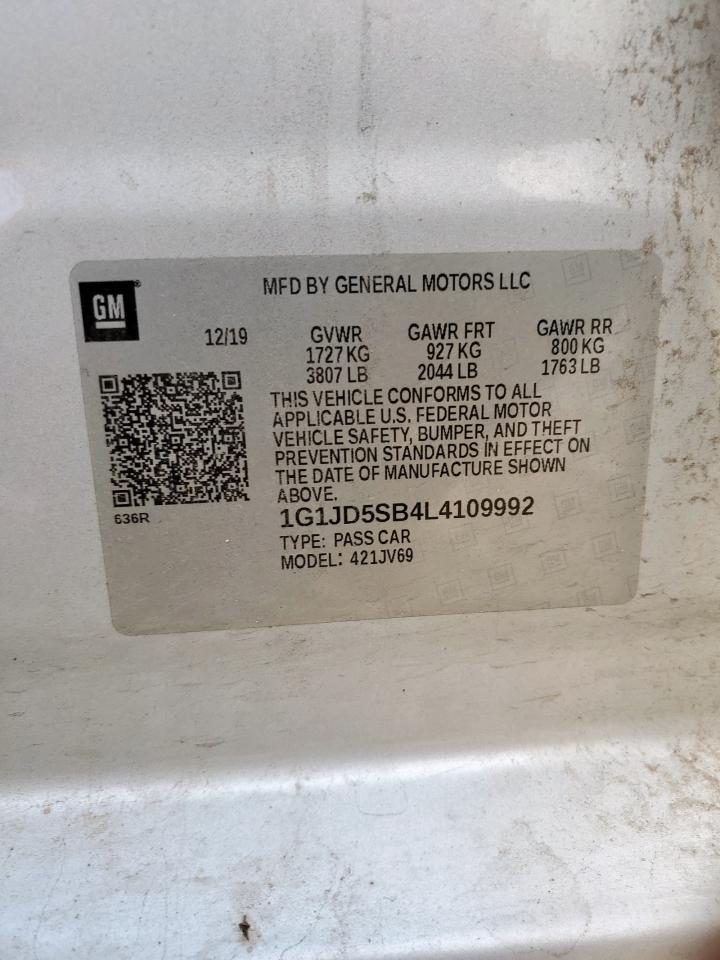 GM
MFD BY GENERAL MOTORS LLC
12/19 GVWR GAWR FRT GAWR RR
1727 KG 927 KG 800 KG
3807 LB 2044 LB 1763 LB
THIS VEHICLE CONFORMS TO ALL
APPLICABLE U.S. FEDERAL MOTOR
VEHICLE SAFETY, BUMPER, AND THEFT
PREVENTION STANDARDS IN EFFECT ON
THE DATE OF MANUFACTURE SHOWN
ABOVE.
636R
1G1JD5SB4L4109992
TYPE: PASS CAR
MODEL: 421JV69